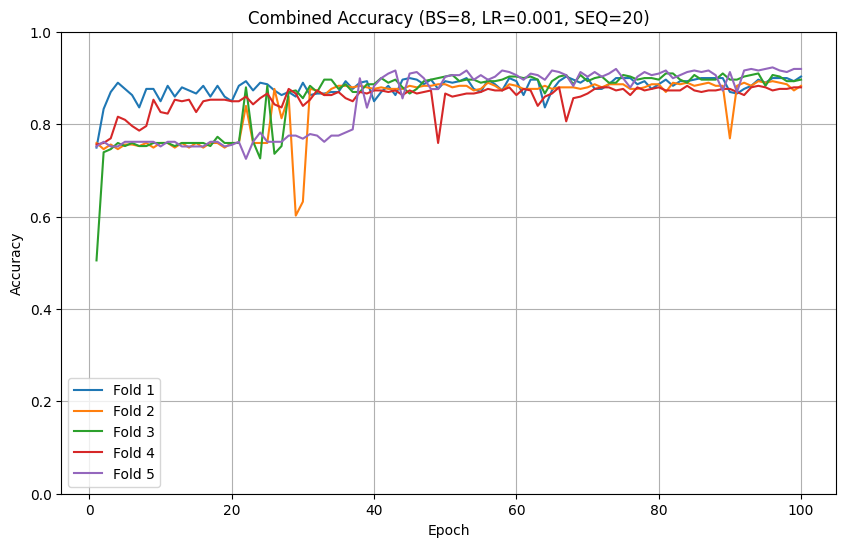 Combined Accuracy (BS=8, LR=0.001, SEQ=20)
1.0
0.8
0.6
0.4
0.2
0.0
Accuracy
Fold 1
Fold 2
Fold 3
Fold 4
Fold 5
0 20 40 60 80 100
Epoch